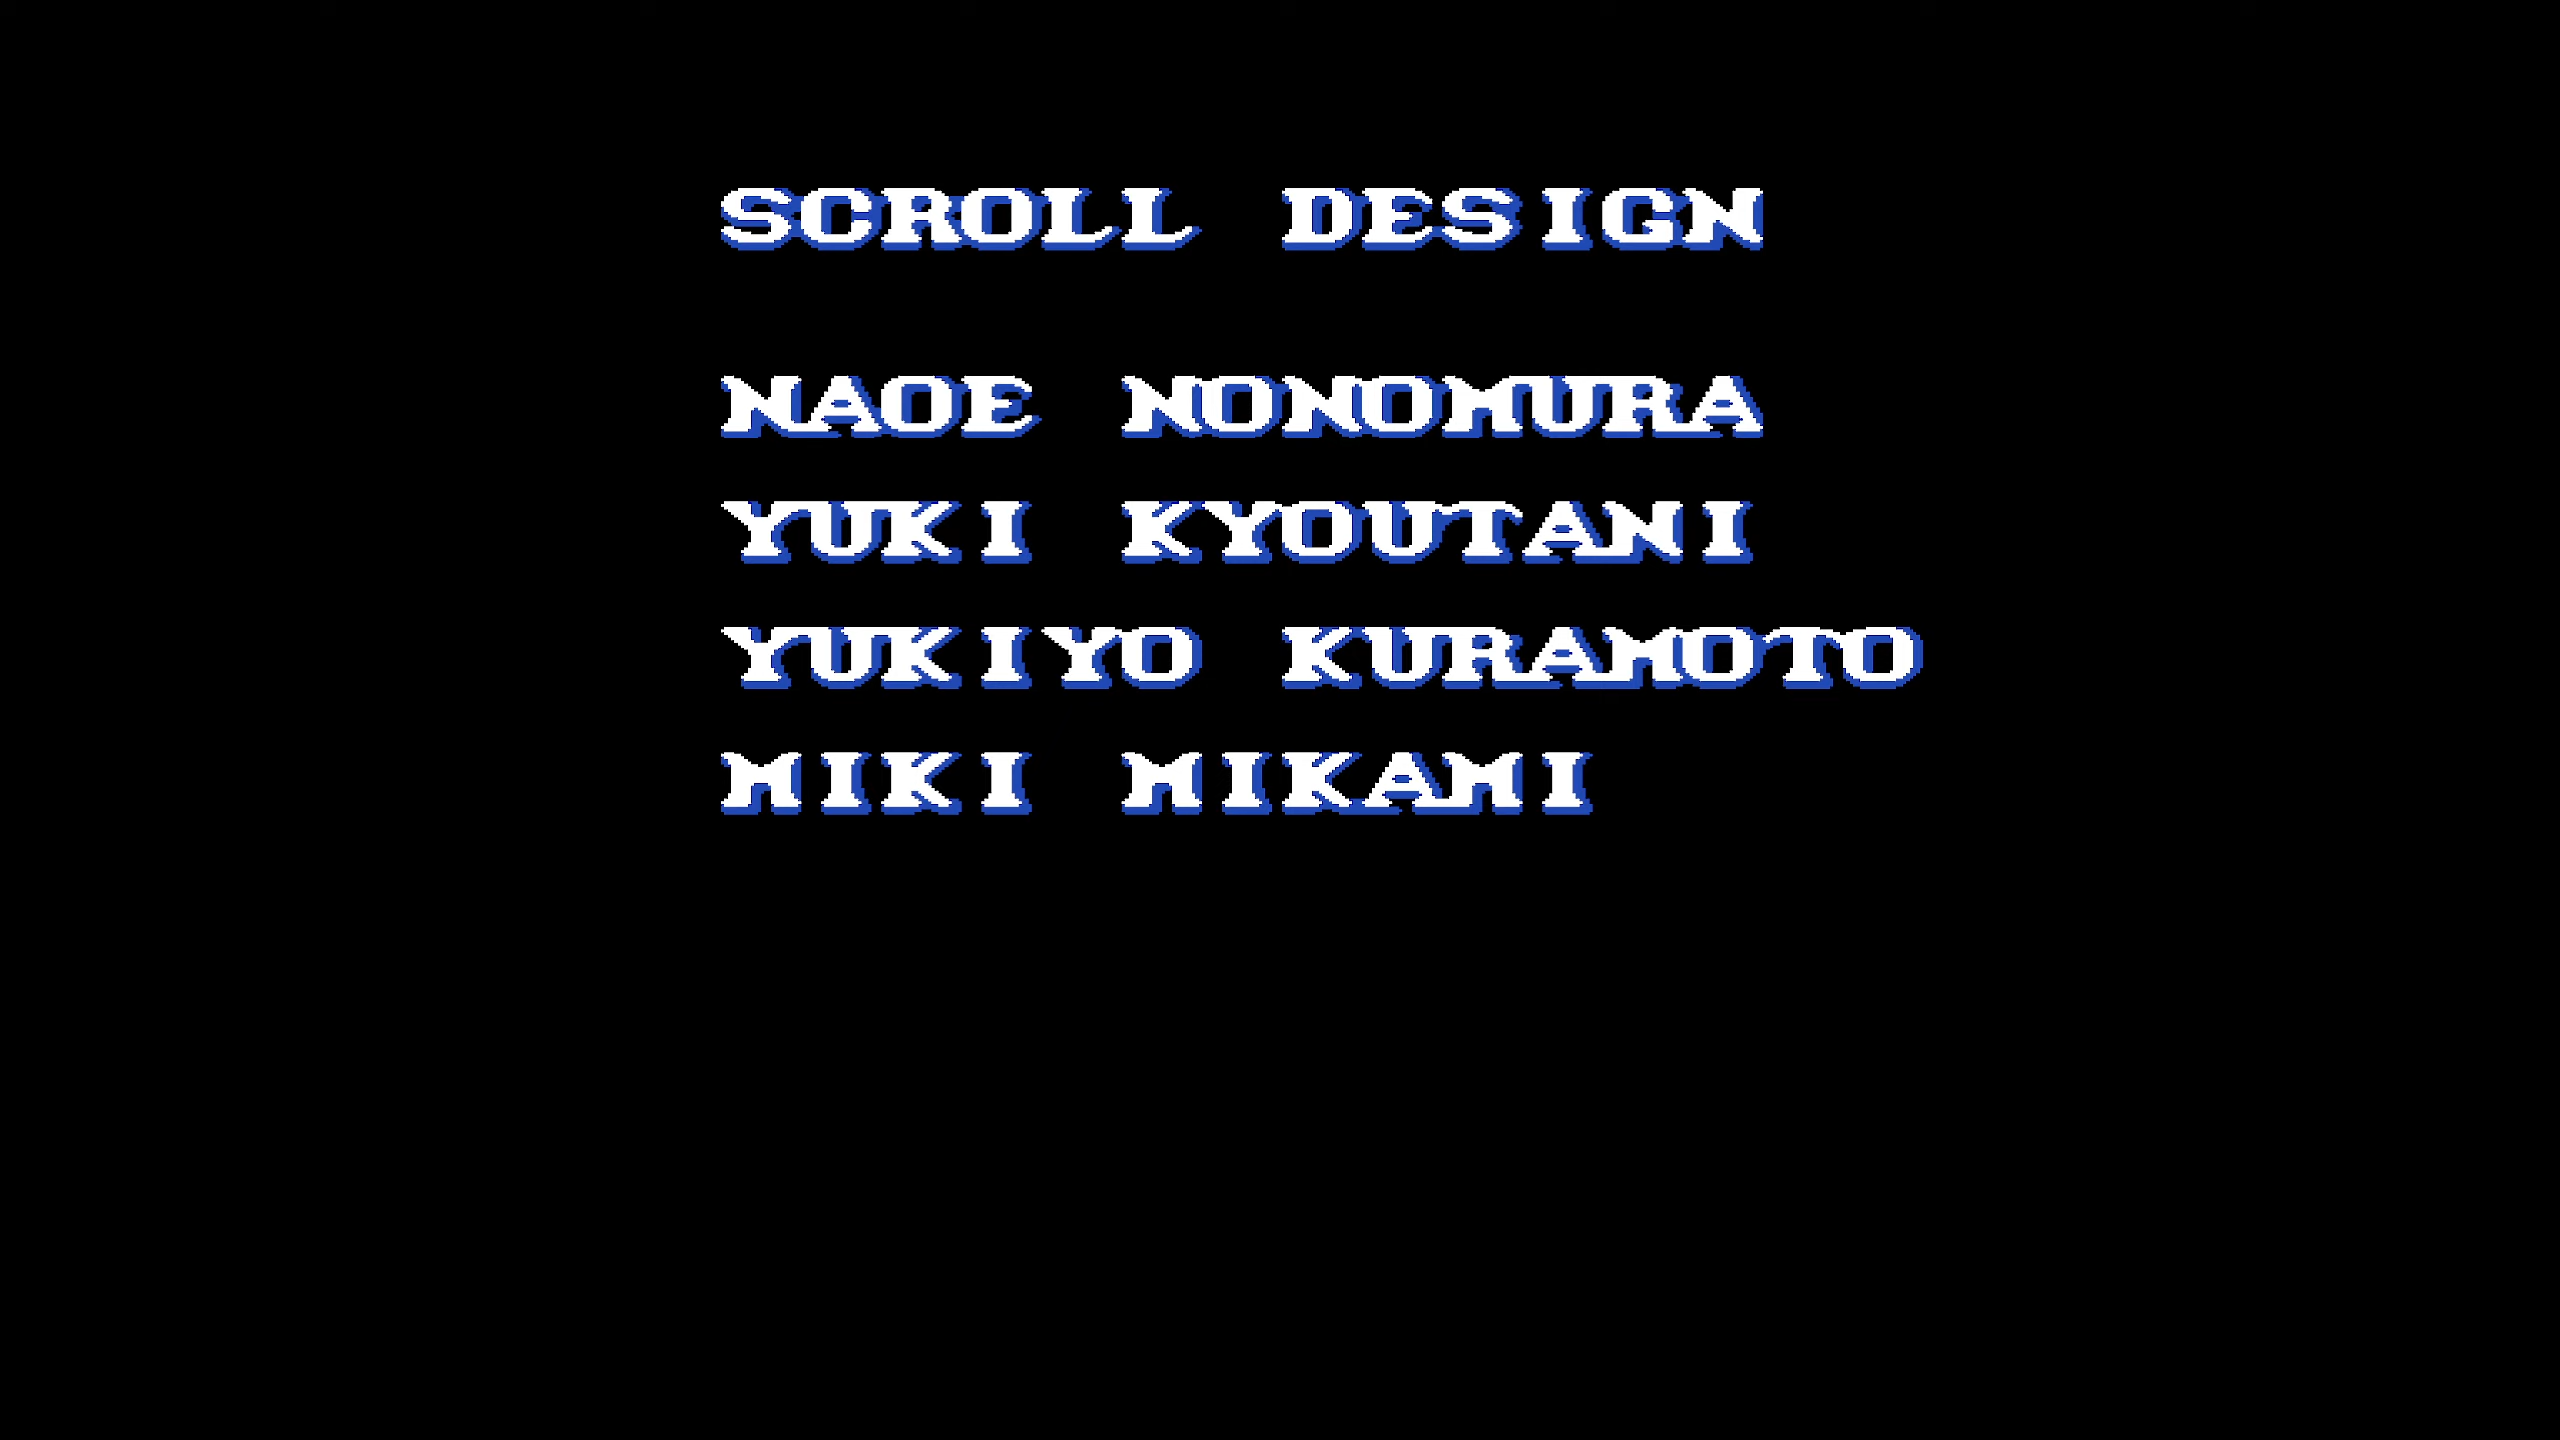 SCROLL DESIGN
NAOE NONOMURA
YUKI KYOUTANI
YUKIYO KURAMOTO
MIKI MIKAMI